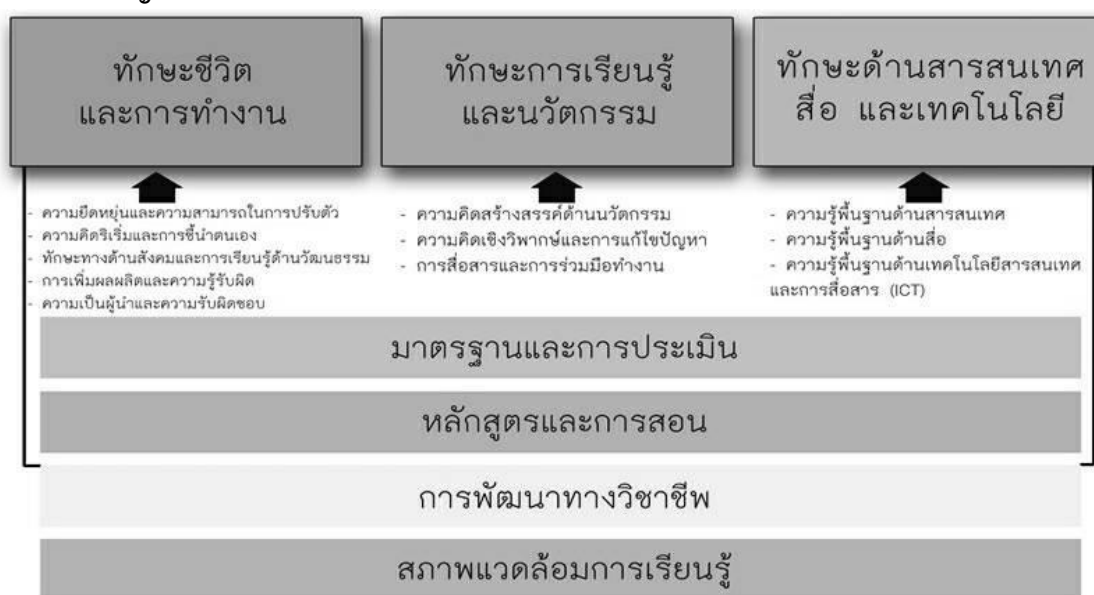 ทักษะชีวิต
และการทำงาน
ทักษะการเรียนรู้
และนวัตกรรม
ทักษะด้านสารสนเทศ
สื่อ และเทคโนโลยี
- ความยืดหยุ่นและความสามารถในการปรับตัว
- ความคิดริเริ่มและการชี้นำตนเอง
- ทักษะทางด้านสังคมและการเรียนรู้ด้านวัฒนธรรม
- การเพิ่มผลผลิตและความรู้รับผิด
- ความเป็นผู้นำและความรับผิดชอบ
- ความคิดสร้างสรรค์ด้านนวัตกรรม
- ความคิดเชิงวิพากษ์และการแก้ไขปัญหา
- การสื่อสารและการร่วมมือทำงาน
- ความรู้พื้นฐานด้านสารสนเทศ
- ความรู้พื้นฐานด้านสื่อ
- ความรู้พื้นฐานด้านเทคโนโลยีสารสนเทศ
และการสื่อสาร (ICT)
มาตรฐานและการประเมิน
หลักสูตรและการสอน
การพัฒนาทางวิชาชีพ
สภาพแวดล้อมการเรียนรู้